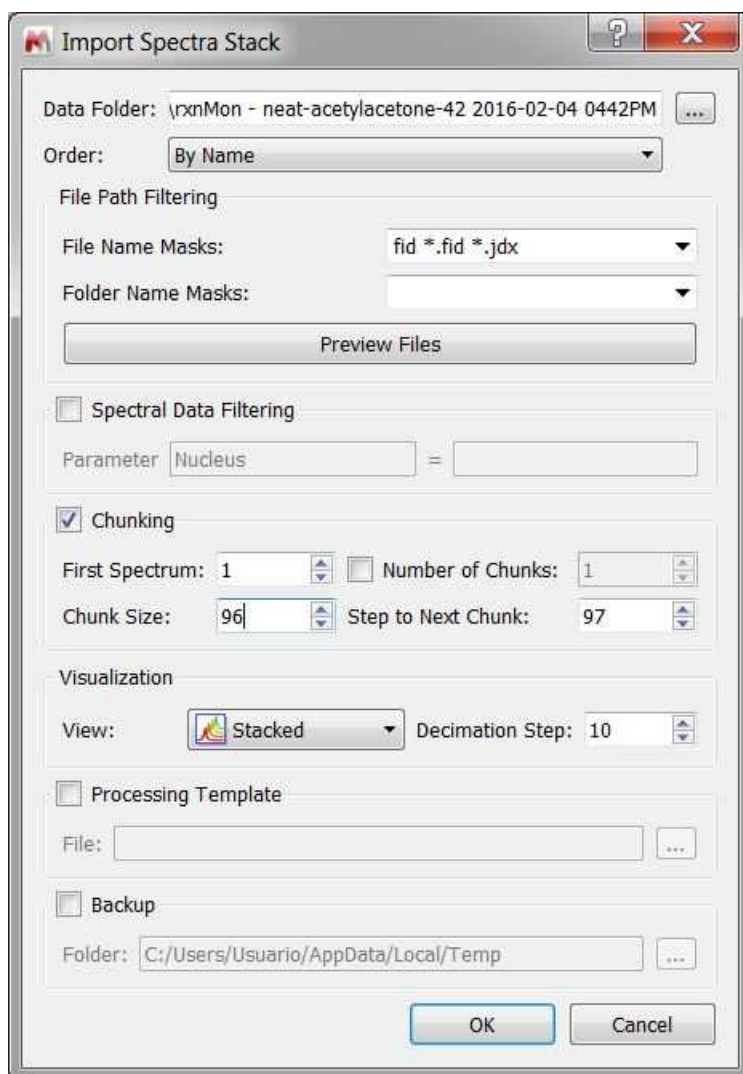 Import Spectra Stack
Data Folder: \rxnMon - neat-acetylacetone-42 2016-02-04 0442PM ...
Order: By Name
File Path Filtering
File Name Masks: fid *.fid *.jdx
Folder Name Masks:
Preview Files
Spectral Data Filtering
Parameter Nucleus =
Chunking
First Spectrum: 1 Number of Chunks: 1
Chunk Size: 96 Step to Next Chunk: 97
Visualization
View: Stacked Decimation Step: 10
Processing Template
File: ...
Backup
Folder: C:/Users/Usuario/AppData/Local/Temp ...
OK Cancel